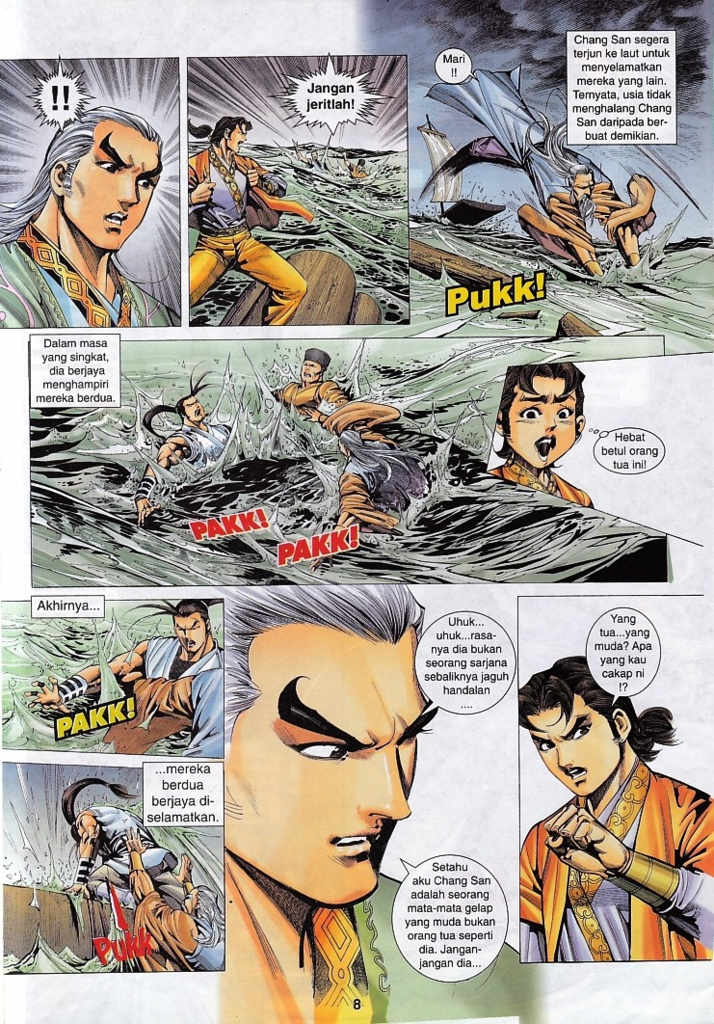 !!
Jangan
jeritlah!
Mari
!!
Chang San segera
terjun ke laut untuk
menyelamatkan
mereka yang lain.
Ternyata, usia tidak
menghalang Chang
San daripada ber-
buat demikian.
Pukk!
Dalam masa
yang singkat,
dia berjaya
menghampiri
mereka berdua.
PAKK!
PAKK!
Hebat
betul orang
tua ini!
Akhirnya...
PAKK!
...mereka
berdua
berjaya di-
selamatkan.
Pukk
Uhuk...
uhuk...rasa-
nya dia bukan
seorang sarjana
sebaliknya jaguh
handalan
....
Setahu
aku Chang San
adalah seorang
mata-mata gelap
yang muda bukan
orang tua seperti
dia. Jangan-
jangan dia...
Yang
tua...yang
muda? Apa
yang kau
cakap ni
!?
8